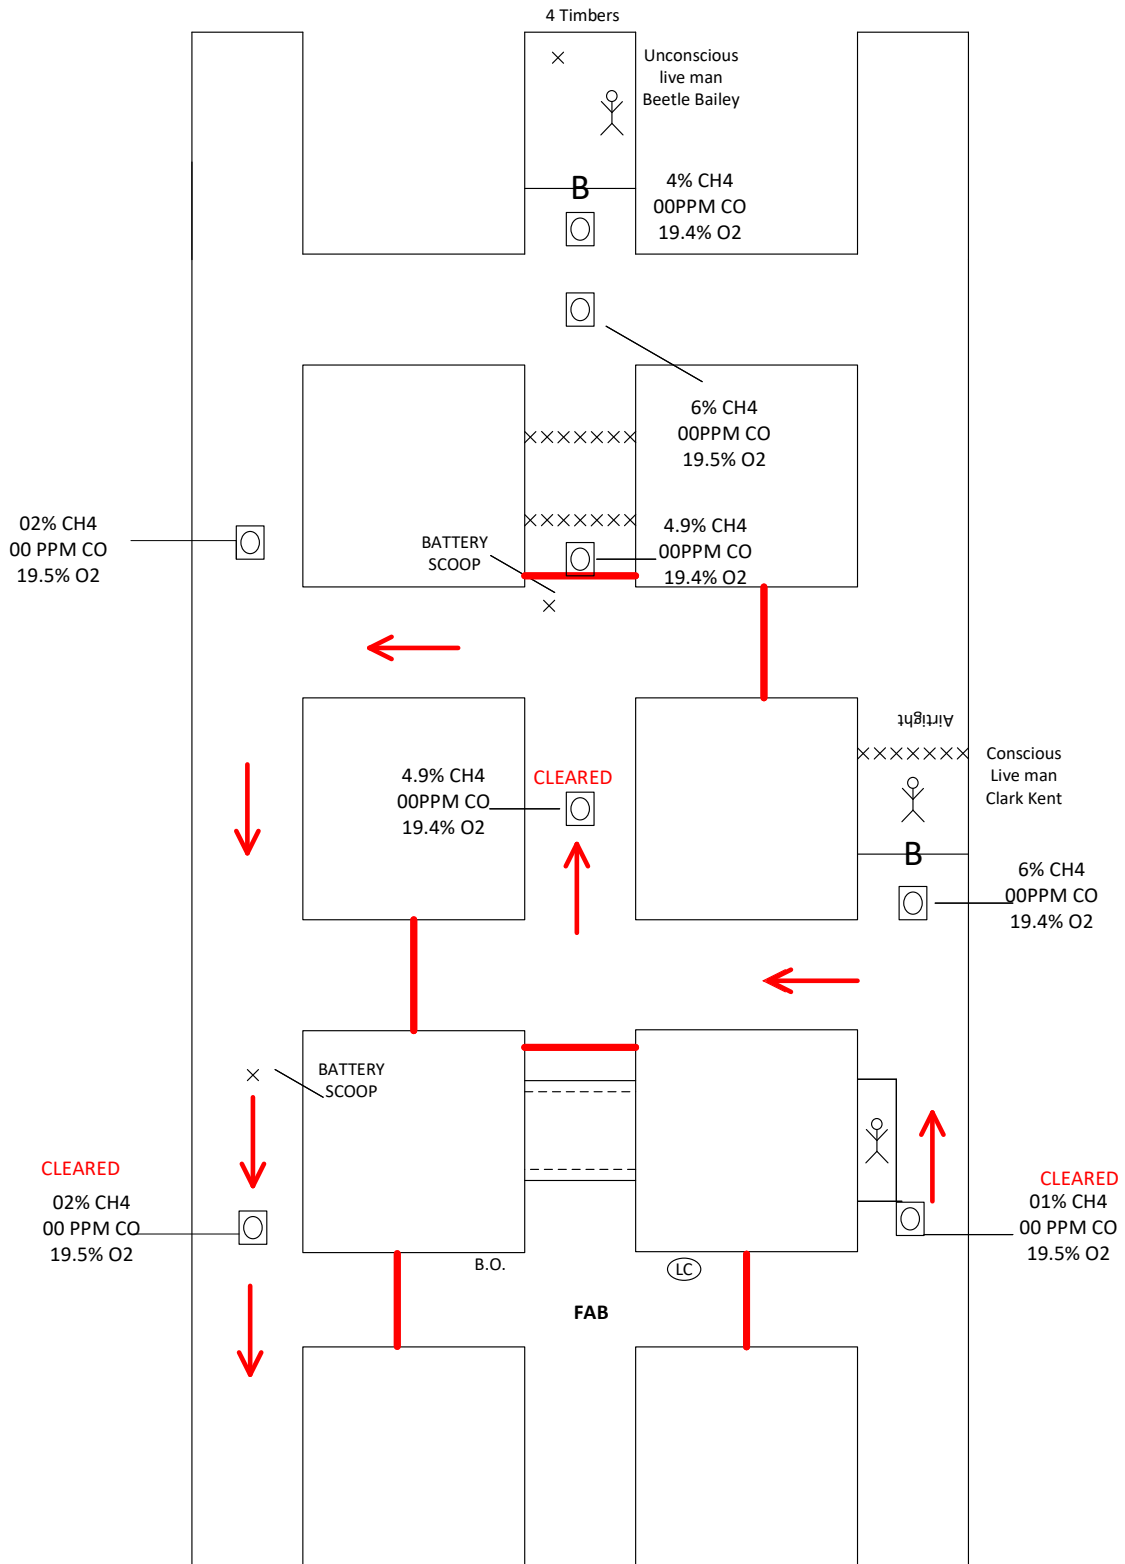 4 Timbers
Unconscious
live man
Beetle Bailey
B
4% CH4
00PPM CO
19.4% O2
6% CH4
00PPM CO
19.5% O2
02% CH4
00 PPM CO
19.5% O2
BATTERY
SCOOP
4.9% CH4
00PPM CO
19.4% O2
Airtight
Conscious
Live man
Clark Kent
4.9% CH4
00PPM CO
19.4% O2
CLEARED
B
6% CH4
00PPM CO
19.4% O2
BATTERY
SCOOP
CLEARED
02% CH4
00 PPM CO
19.5% O2
CLEARED
01% CH4
00 PPM CO
19.5% O2
B.O.
LC
FAB